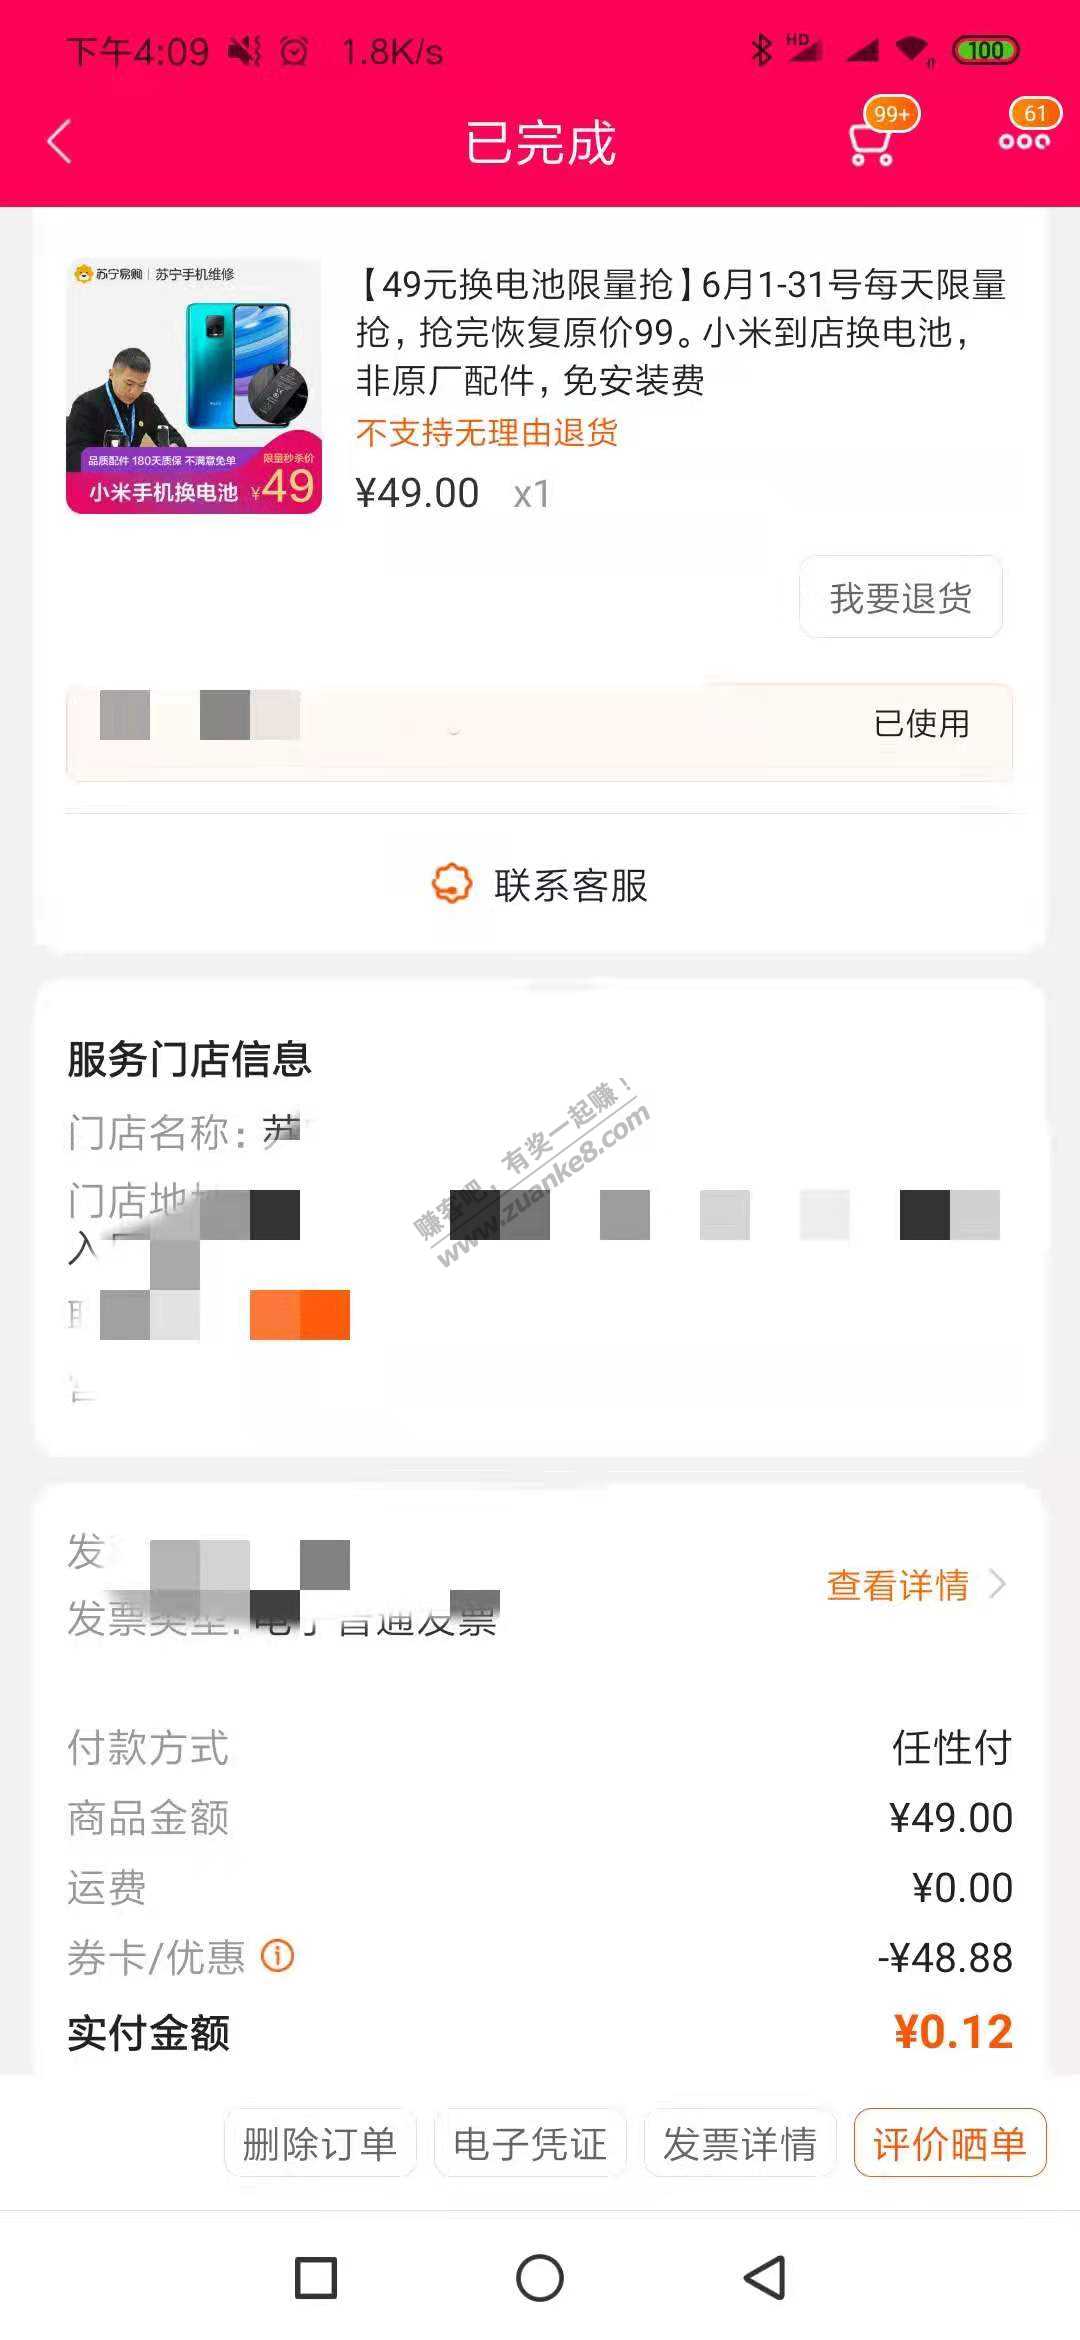 下午4:09 1.8K/s HD 100
已完成 99+ 61
苏宁易购 | 苏宁手机维修
品质配件 180天质保 不满意免单 限量秒杀价
小米手机换电池 ¥49
【49元换电池限量抢】6月1-31号每天限量
抢，抢完恢复原价99。小米到店换电池，
非原厂配件，免安装费
不支持无理由退货
¥49.00 x1
我要退货
已使用
联系客服
服务门店信息
门店名称：苏
门店地
入
赚客吧，有奖一起赚！
www.zuanke8.com
发
查看详情
发票类型：电子普通发票
付款方式 任性付
商品金额 ¥49.00
运费 ¥0.00
券卡/优惠 -¥48.88
实付金额 ¥0.12
删除订单 电子凭证 发票详情 评价晒单